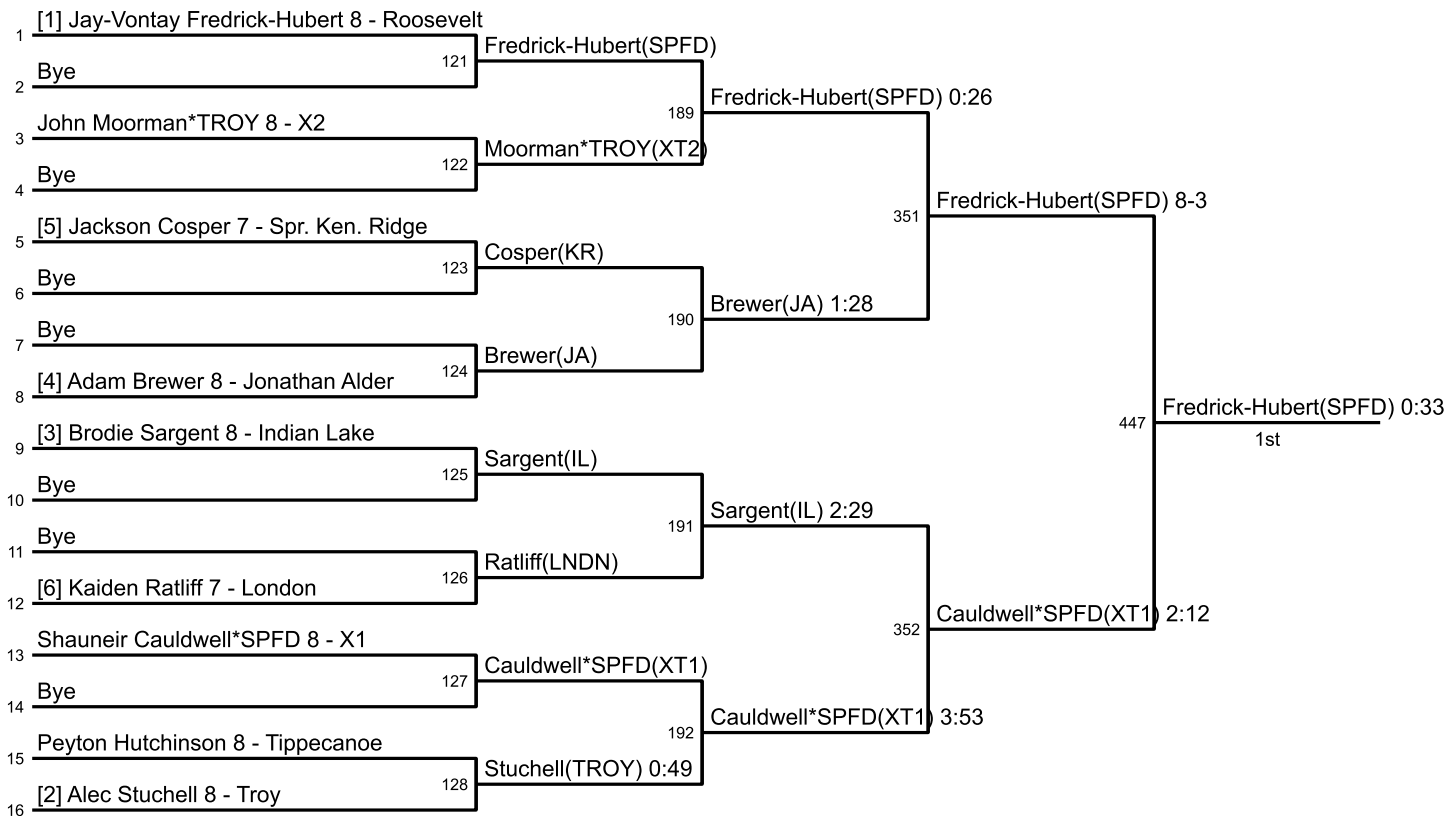 [1] Jay-Vontay Fredrick-Hubert 8 - Roosevelt
1
Bye
2
121
Fredrick-Hubert(SPFD)
John Moorman*TROY 8 - X2
3
Bye
4
122
Moorman*TROY(XT2)
189
Fredrick-Hubert(SPFD) 0:26
[5] Jackson Cosper 7 - Spr. Ken. Ridge
5
Bye
6
123
Cosper(KR)
Bye
7
[4] Adam Brewer 8 - Jonathan Alder
8
124
Brewer(JA)
190
Brewer(JA) 1:28
351
Fredrick-Hubert(SPFD) 8-3
[3] Brodie Sargent 8 - Indian Lake
9
Bye
10
125
Sargent(IL)
Bye
11
[6] Kaiden Ratliff 7 - London
12
126
Ratliff(LNDN)
191
Sargent(IL) 2:29
Shauneir Cauldwell*SPFD 8 - X1
13
Bye
14
127
Cauldwell*SPFD(XT1)
Peyton Hutchinson 8 - Tippecanoe
15
[2] Alec Stuchell 8 - Troy
16
128
Stuchell(TROY) 0:49
192
Cauldwell*SPFD(XT1) 3:53
352
Cauldwell*SPFD(XT1) 2:12
447
Fredrick-Hubert(SPFD) 0:33
1st